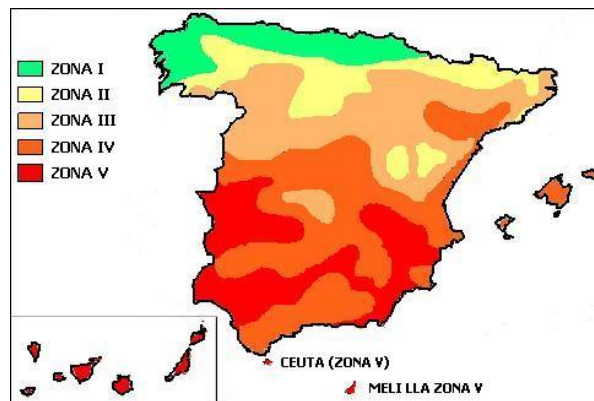 ZONA I
ZONA II
ZONA III
ZONA IV
ZONA V
CEUTA (ZONA V)
MELI LLA ZONA V